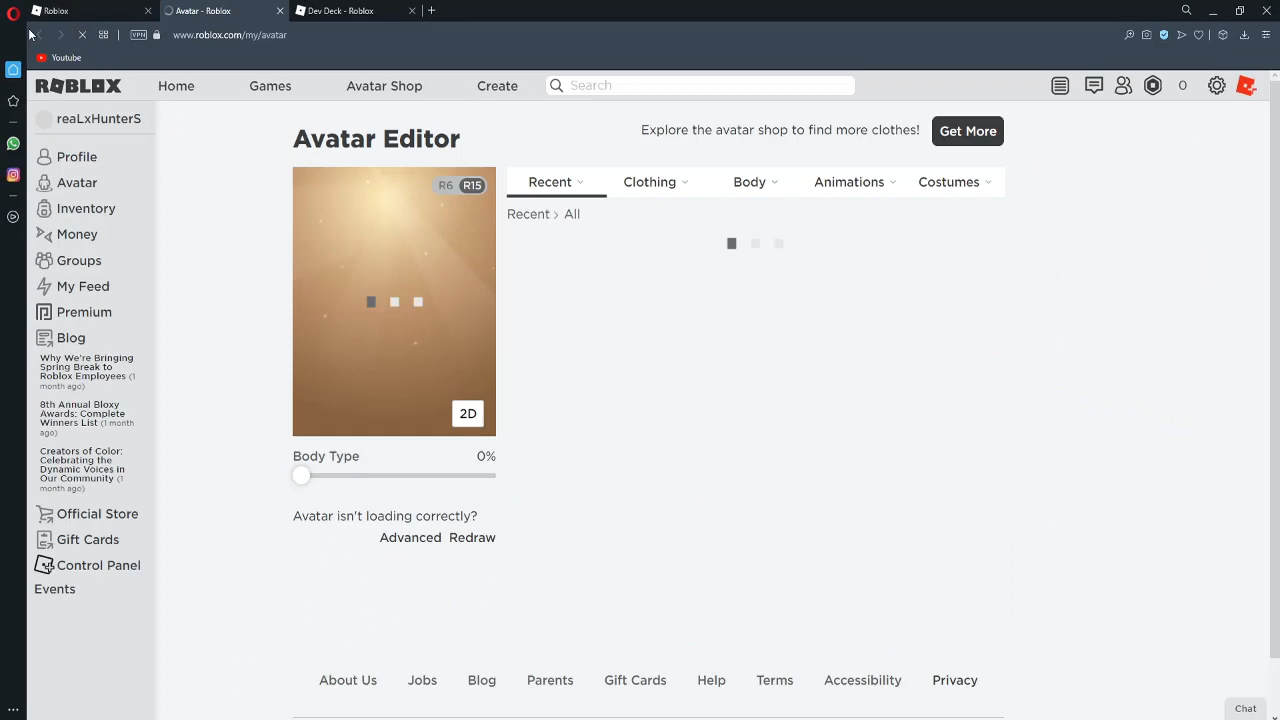 Roblox
Avatar - Roblox
Dev Deck - Roblox
VPN
www.roblox.com/my/avatar
Youtube
ROBLOX
Home
Games
Avatar Shop
Create
Search
0
reaLxHunterS
Profile
Avatar
Inventory
Money
Groups
My Feed
Premium
Blog
Why We're Bringing
Spring Break to
Roblox Employees (1
month ago)
8th Annual Bloxy
Awards: Complete
Winners List (1 month
ago)
Creators of Color:
Celebrating the
Dynamic Voices in
Our Community (1
month ago)
Official Store
Gift Cards
Control Panel
Events
Avatar Editor
Explore the avatar shop to find more clothes!
Get More
R6 R15
2D
Body Type 0%
Avatar isn't loading correctly?
Advanced Redraw
Recent
Clothing
Body
Animations
Costumes
Recent > All
About Us
Jobs
Blog
Parents
Gift Cards
Help
Terms
Accessibility
Privacy
Chat